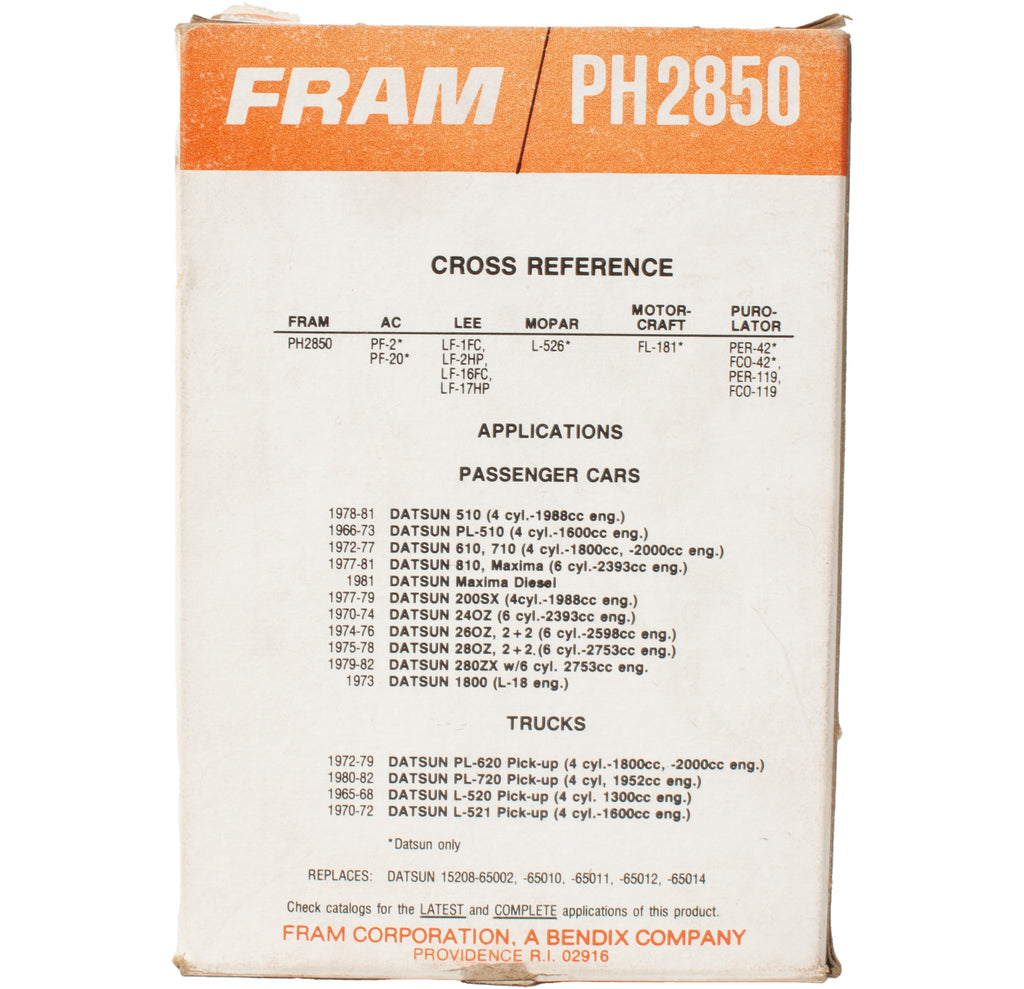 FRAM / PH2850
CROSS REFERENCE
FRAM AC LEE MOPAR MOTOR-CRAFT PURO-LATOR
PH2850 PF-2* LF-1FC, L-526* FL-181* PER-42*
PF-20* LF-2HP, FCO-42*,
LF-16FC, PER-119,
LF-17HP FCO-119
APPLICATIONS
PASSENGER CARS
1978-81 DATSUN 510 (4 cyl.-1988cc eng.)
1966-73 DATSUN PL-510 (4 cyl.-1600cc eng.)
1972-77 DATSUN 610, 710 (4 cyl.-1800cc, -2000cc eng.)
1977-81 DATSUN 810, Maxima (6 cyl.-2393cc eng.)
1981 DATSUN Maxima Diesel
1977-79 DATSUN 200SX (4cyl.-1988cc eng.)
1970-74 DATSUN 24OZ (6 cyl.-2393cc eng.)
1974-76 DATSUN 26OZ, 2+2 (6 cyl.-2598cc eng.)
1975-78 DATSUN 28OZ, 2+2. (6 cyl.-2753cc eng.)
1979-82 DATSUN 280ZX w/6 cyl. 2753cc eng.
1973 DATSUN 1800 (L-18 eng.)
TRUCKS
1972-79 DATSUN PL-620 Pick-up (4 cyl.-1800cc, -2000cc eng.)
1980-82 DATSUN PL-720 Pick-up (4 cyl, 1952cc eng.)
1965-68 DATSUN L-520 Pick-up (4 cyl. 1300cc eng.)
1970-72 DATSUN L-521 Pick-up (4 cyl.-1600cc eng.)
*Datsun only
REPLACES: DATSUN 15208-65002, -65010, -65011, -65012, -65014
Check catalogs for the LATEST and COMPLETE applications of this product.
FRAM CORPORATION, A BENDIX COMPANY
PROVIDENCE R.I. 02916